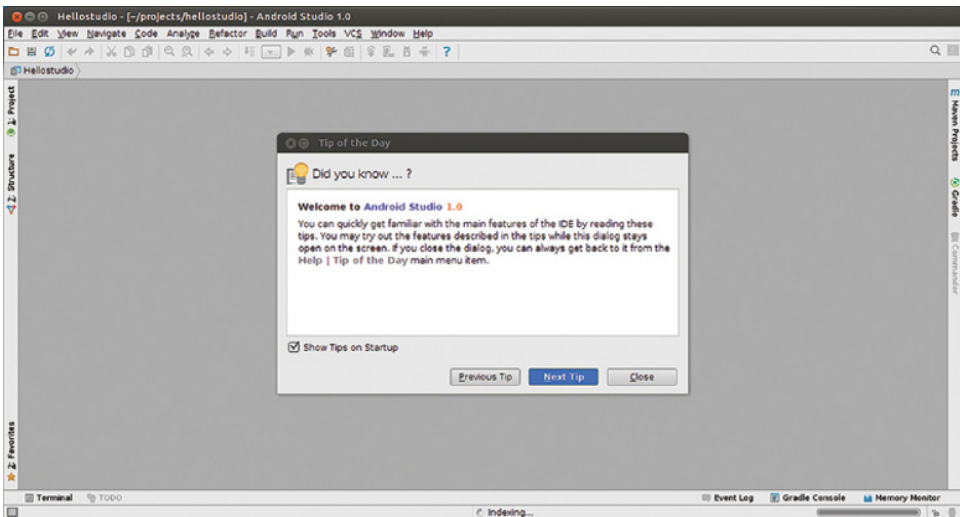 Hellostudio - [~/projects/hellostudio] - Android Studio 1.0
File Edit View Navigate Code Analyze Refactor Build Run Tools VCS Window Help
Hellostudio
1: Project
2: Structure
2: Favorites
Tip of the Day
Did you know ... ?
Welcome to Android Studio 1.0
You can quickly get familiar with the main features of the IDE by reading these
tips. You may try out the features described in the tips while this dialog stays
open on the screen. If you close the dialog, you can always get back to it from the
Help | Tip of the Day main menu item.
Show Tips on Startup
Previous Tip Next Tip Close
Maven Projects
Gradle
Commander
Terminal TODO Event Log Gradle Console Memory Monitor
Indexing...